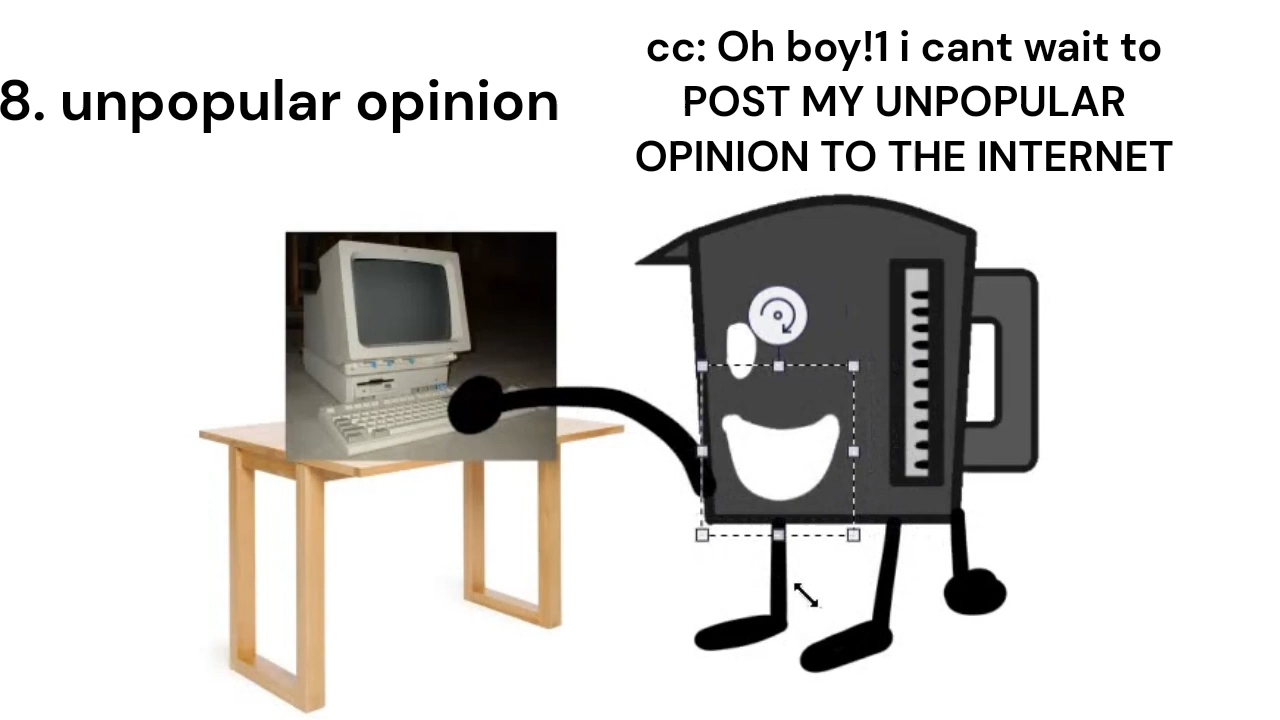 8. unpopular opinion
cc: Oh boy!1 i cant wait to
POST MY UNPOPULAR
OPINION TO THE INTERNET